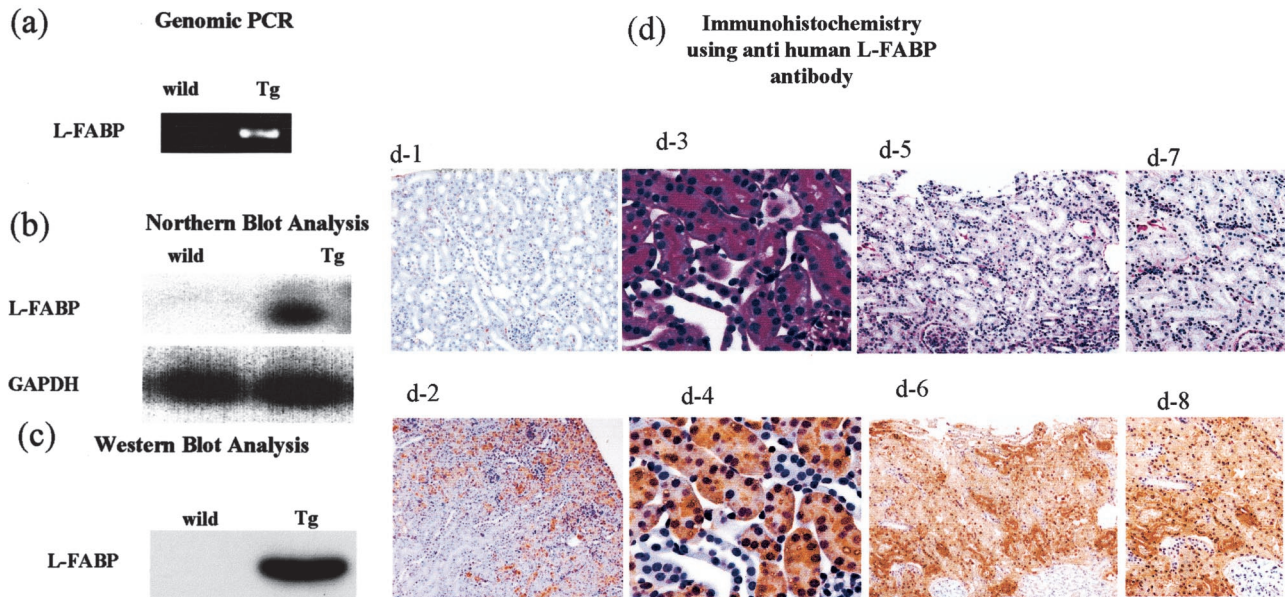 (a)
Genomic PCR
wild Tg
L-FABP
(b)
Northern Blot Analysis
wild Tg
L-FABP
GAPDH
(c)
Western Blot Analysis
wild Tg
L-FABP
(d)
Immunohistochemistry
using anti human L-FABP
antibody
d-1 d-3 d-5 d-7
d-2 d-4 d-6 d-8